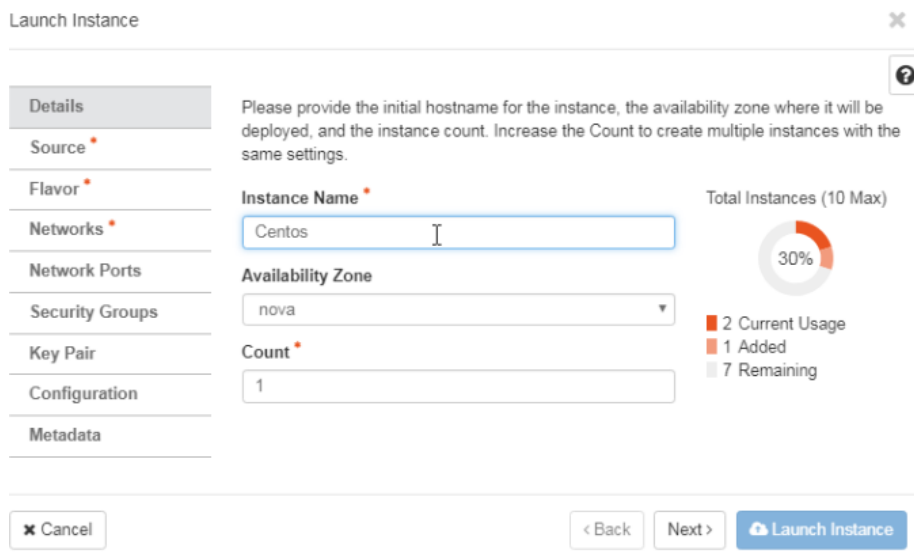 Launch Instance
×
?
Details
Source *
Flavor *
Networks *
Network Ports
Security Groups
Key Pair
Configuration
Metadata
Please provide the initial hostname for the instance, the availability zone where it will be
deployed, and the instance count. Increase the Count to create multiple instances with the
same settings.
Instance Name *
Centos
Availability Zone
nova
Count *
1
Total Instances (10 Max)
30%
2 Current Usage
1 Added
7 Remaining
× Cancel
< Back
Next >
Launch Instance